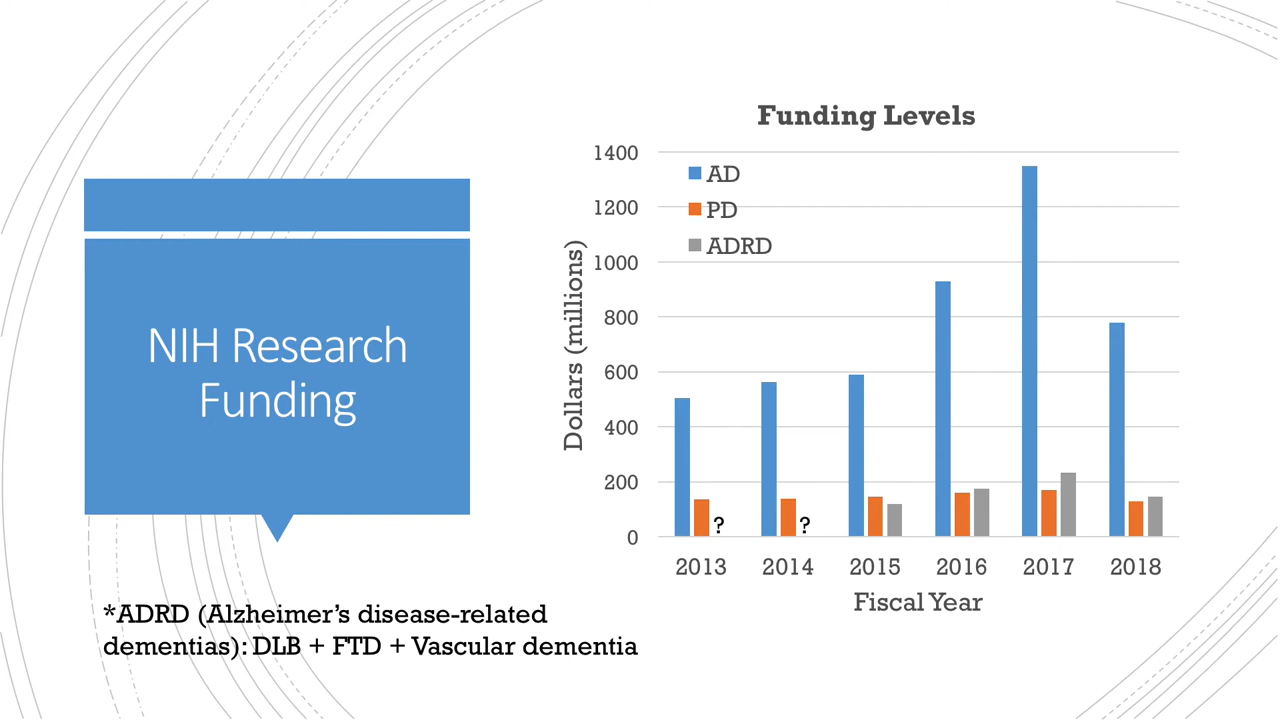 NIH Research
Funding
*ADRD (Alzheimer’s disease-related
dementias): DLB + FTD + Vascular dementia
Funding Levels
1400
1200
1000
800
600
400
200
0
Dollars (millions)
AD
PD
ADRD
?
?
2013 2014 2015 2016 2017 2018
Fiscal Year